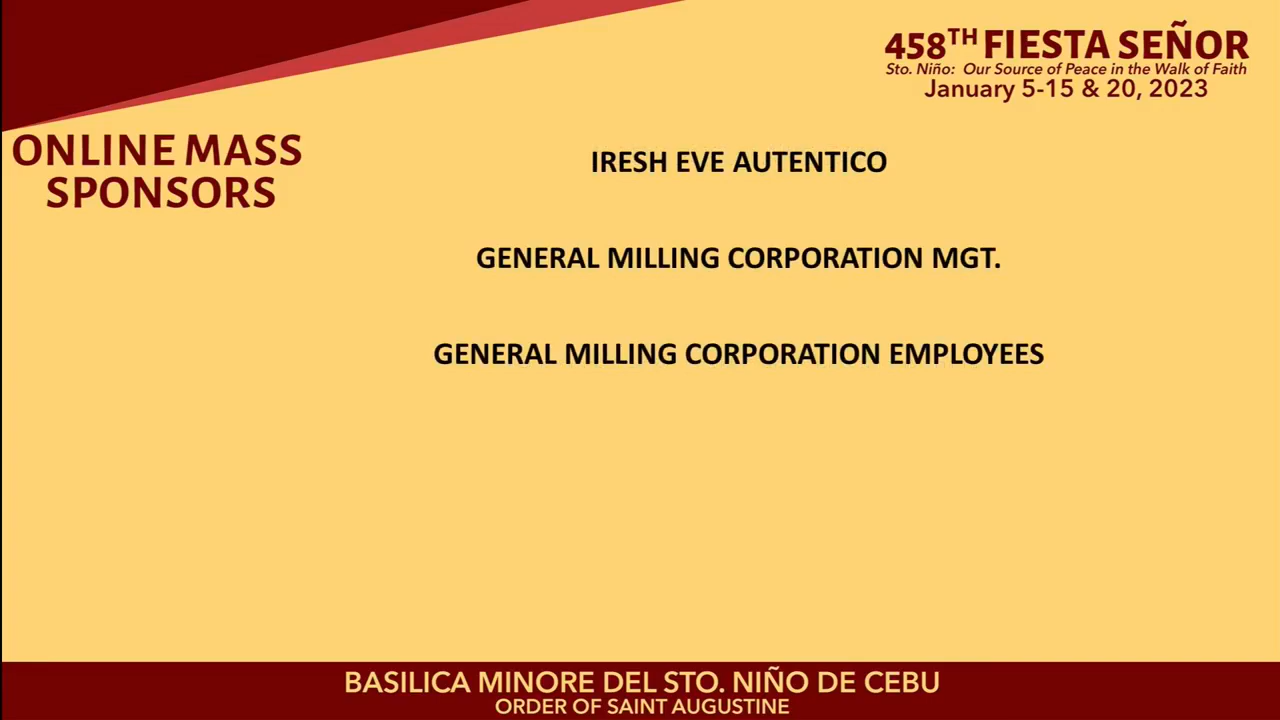 458TH FIESTA SEÑOR
Sto. Niño: Our Source of Peace in the Walk of Faith
January 5-15 & 20, 2023
ONLINE MASS
SPONSORS
IRESH EVE AUTENTICO
GENERAL MILLING CORPORATION MGT.
GENERAL MILLING CORPORATION EMPLOYEES
BASILICA MINORE DEL STO. NIÑO DE CEBU
ORDER OF SAINT AUGUSTINE